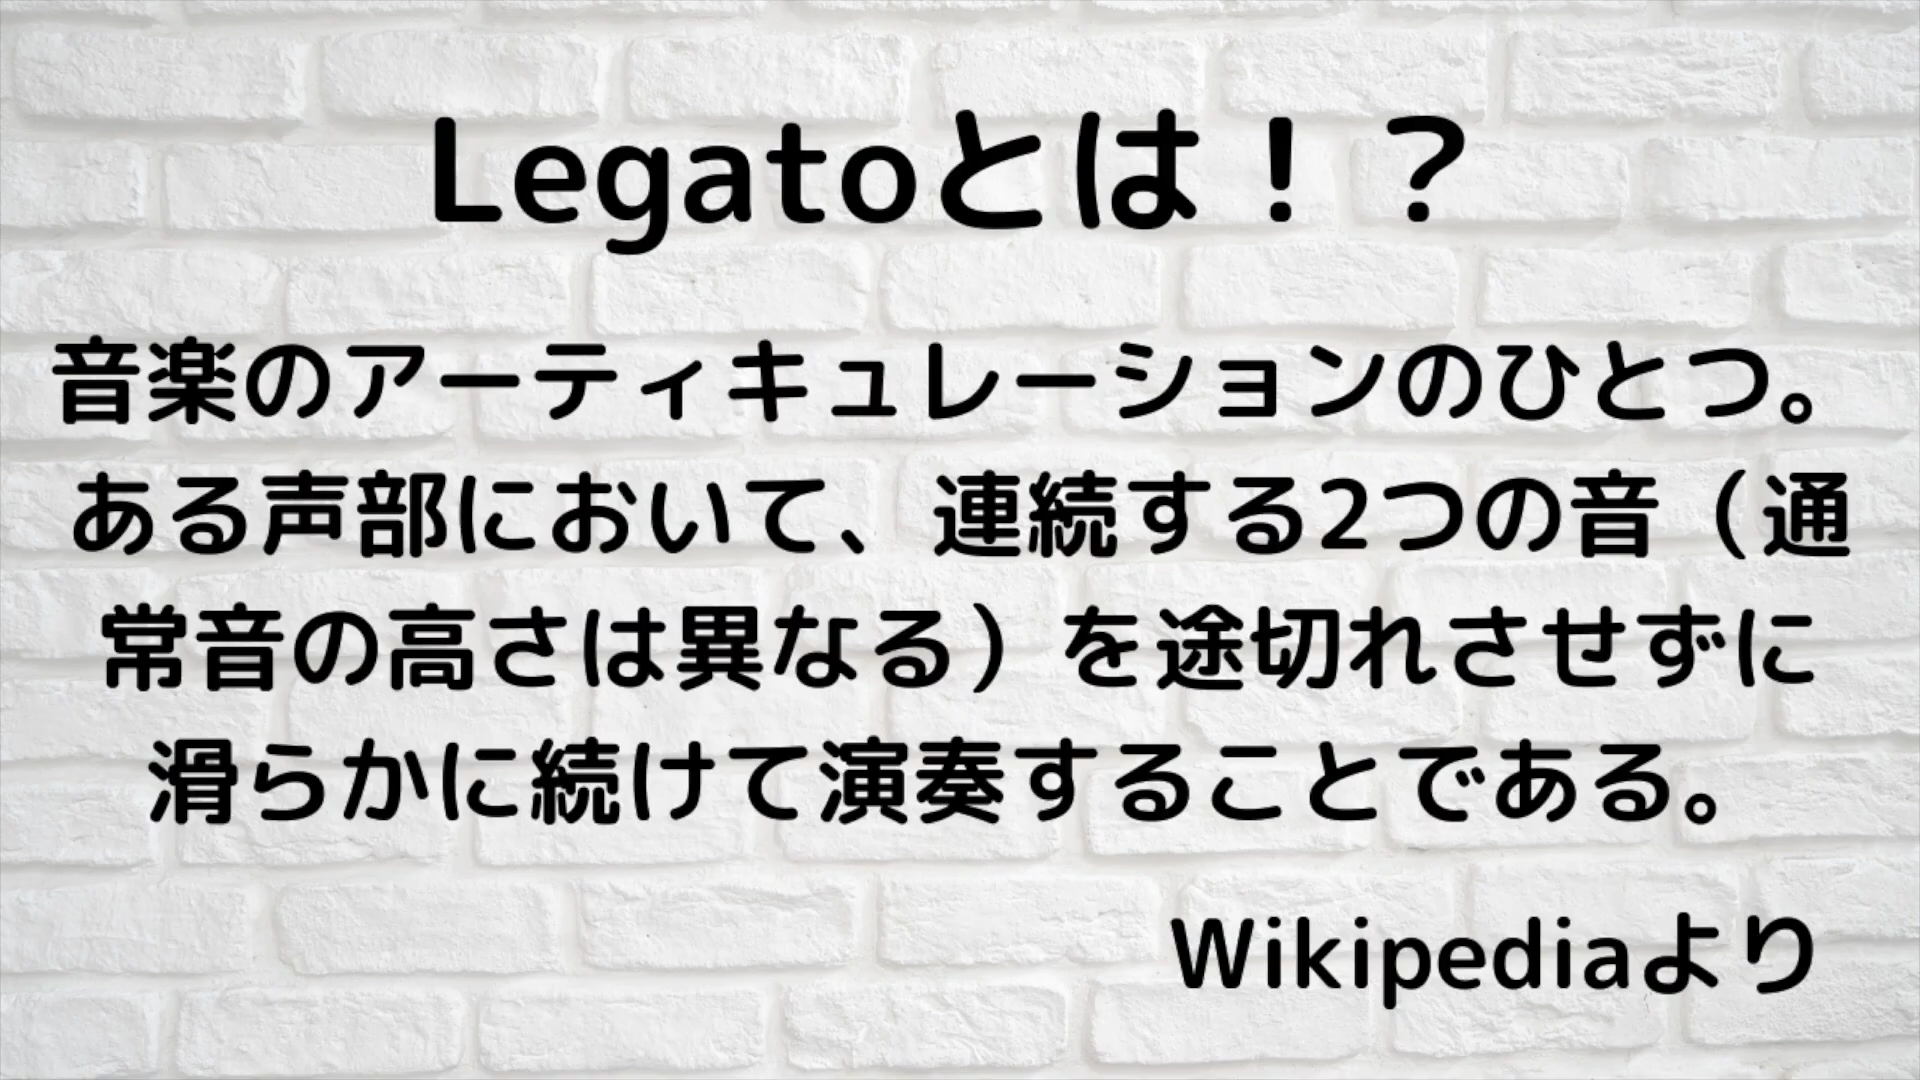 Legatoとは！？
音楽のアーティキュレーションのひとつ。
ある声部において、連続する2つの音（通
常音の高さは異なる）を途切れさせずに
滑らかに続けて演奏することである。
Wikipediaより